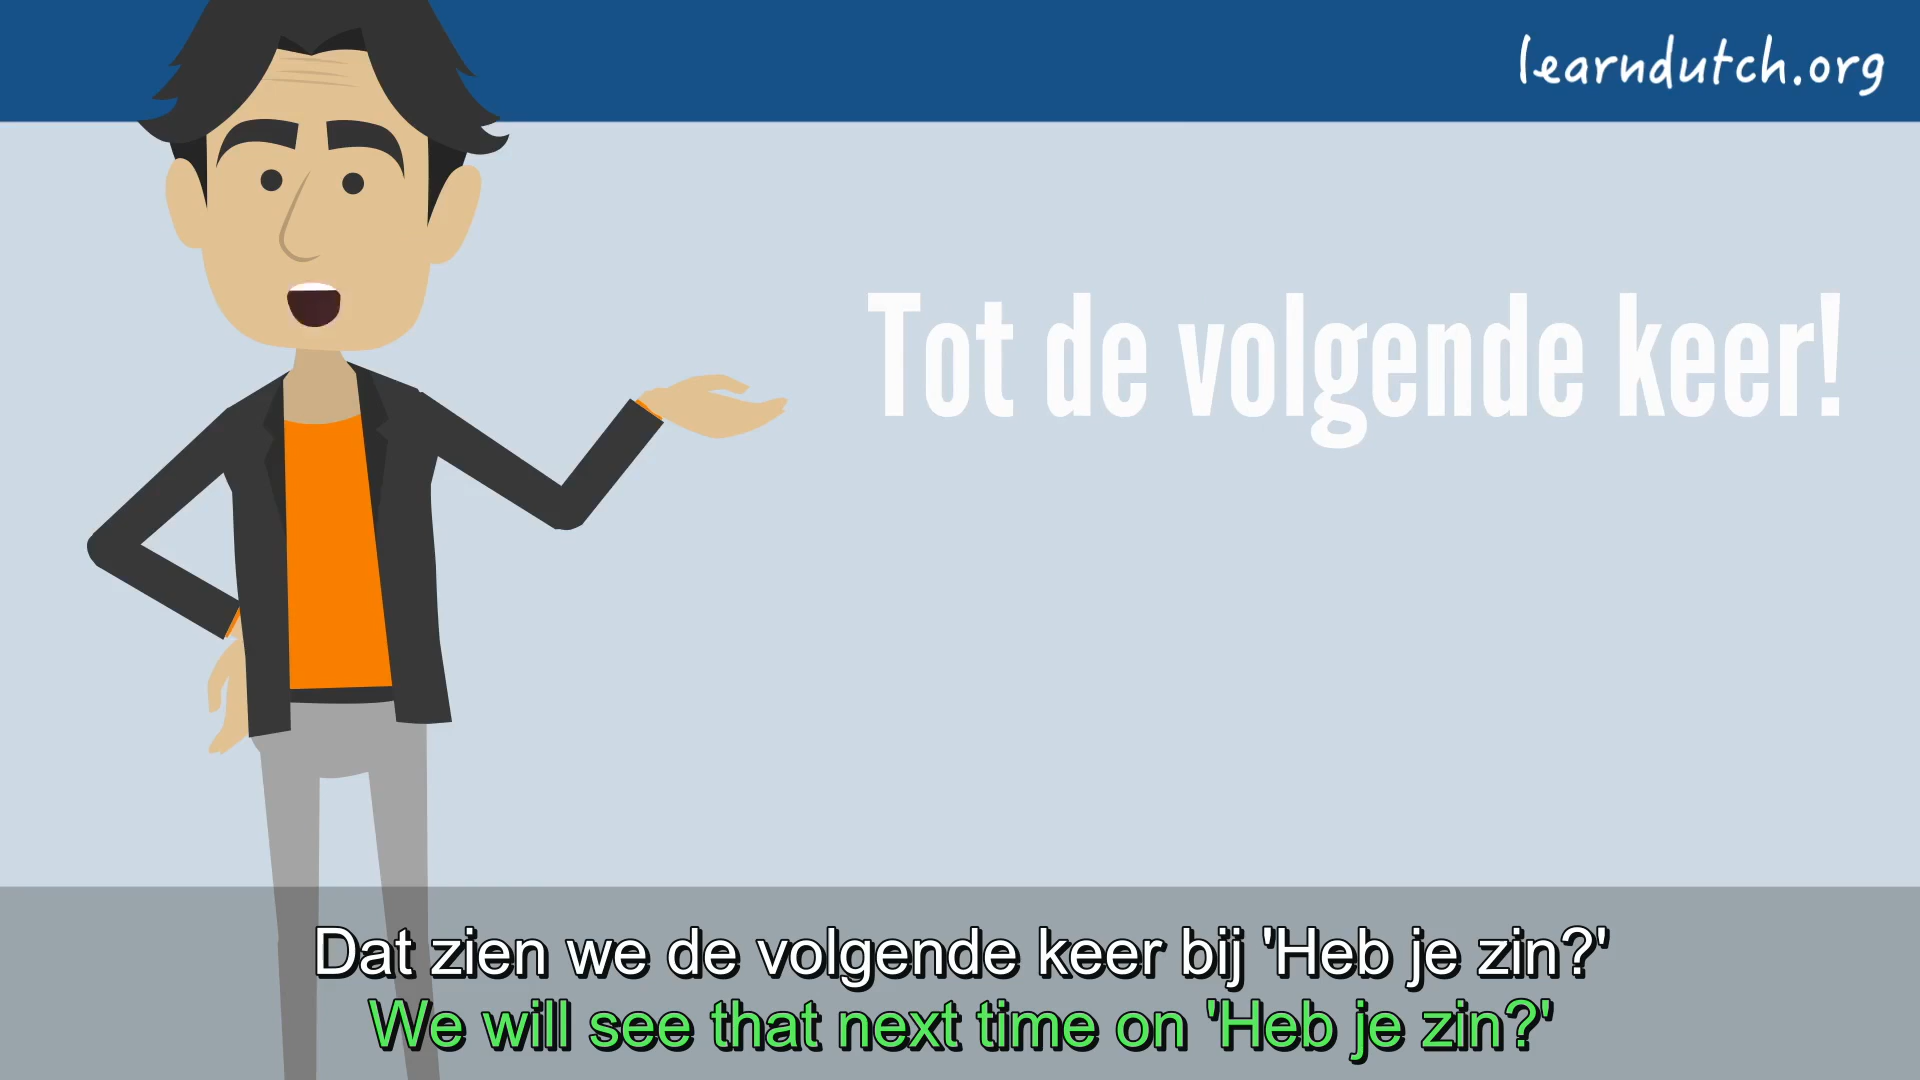 learndutch.org
Tot de volgende keer!
Dat zien we de volgende keer bij 'Heb je zin?'
We will see that next time on 'Heb je zin?'